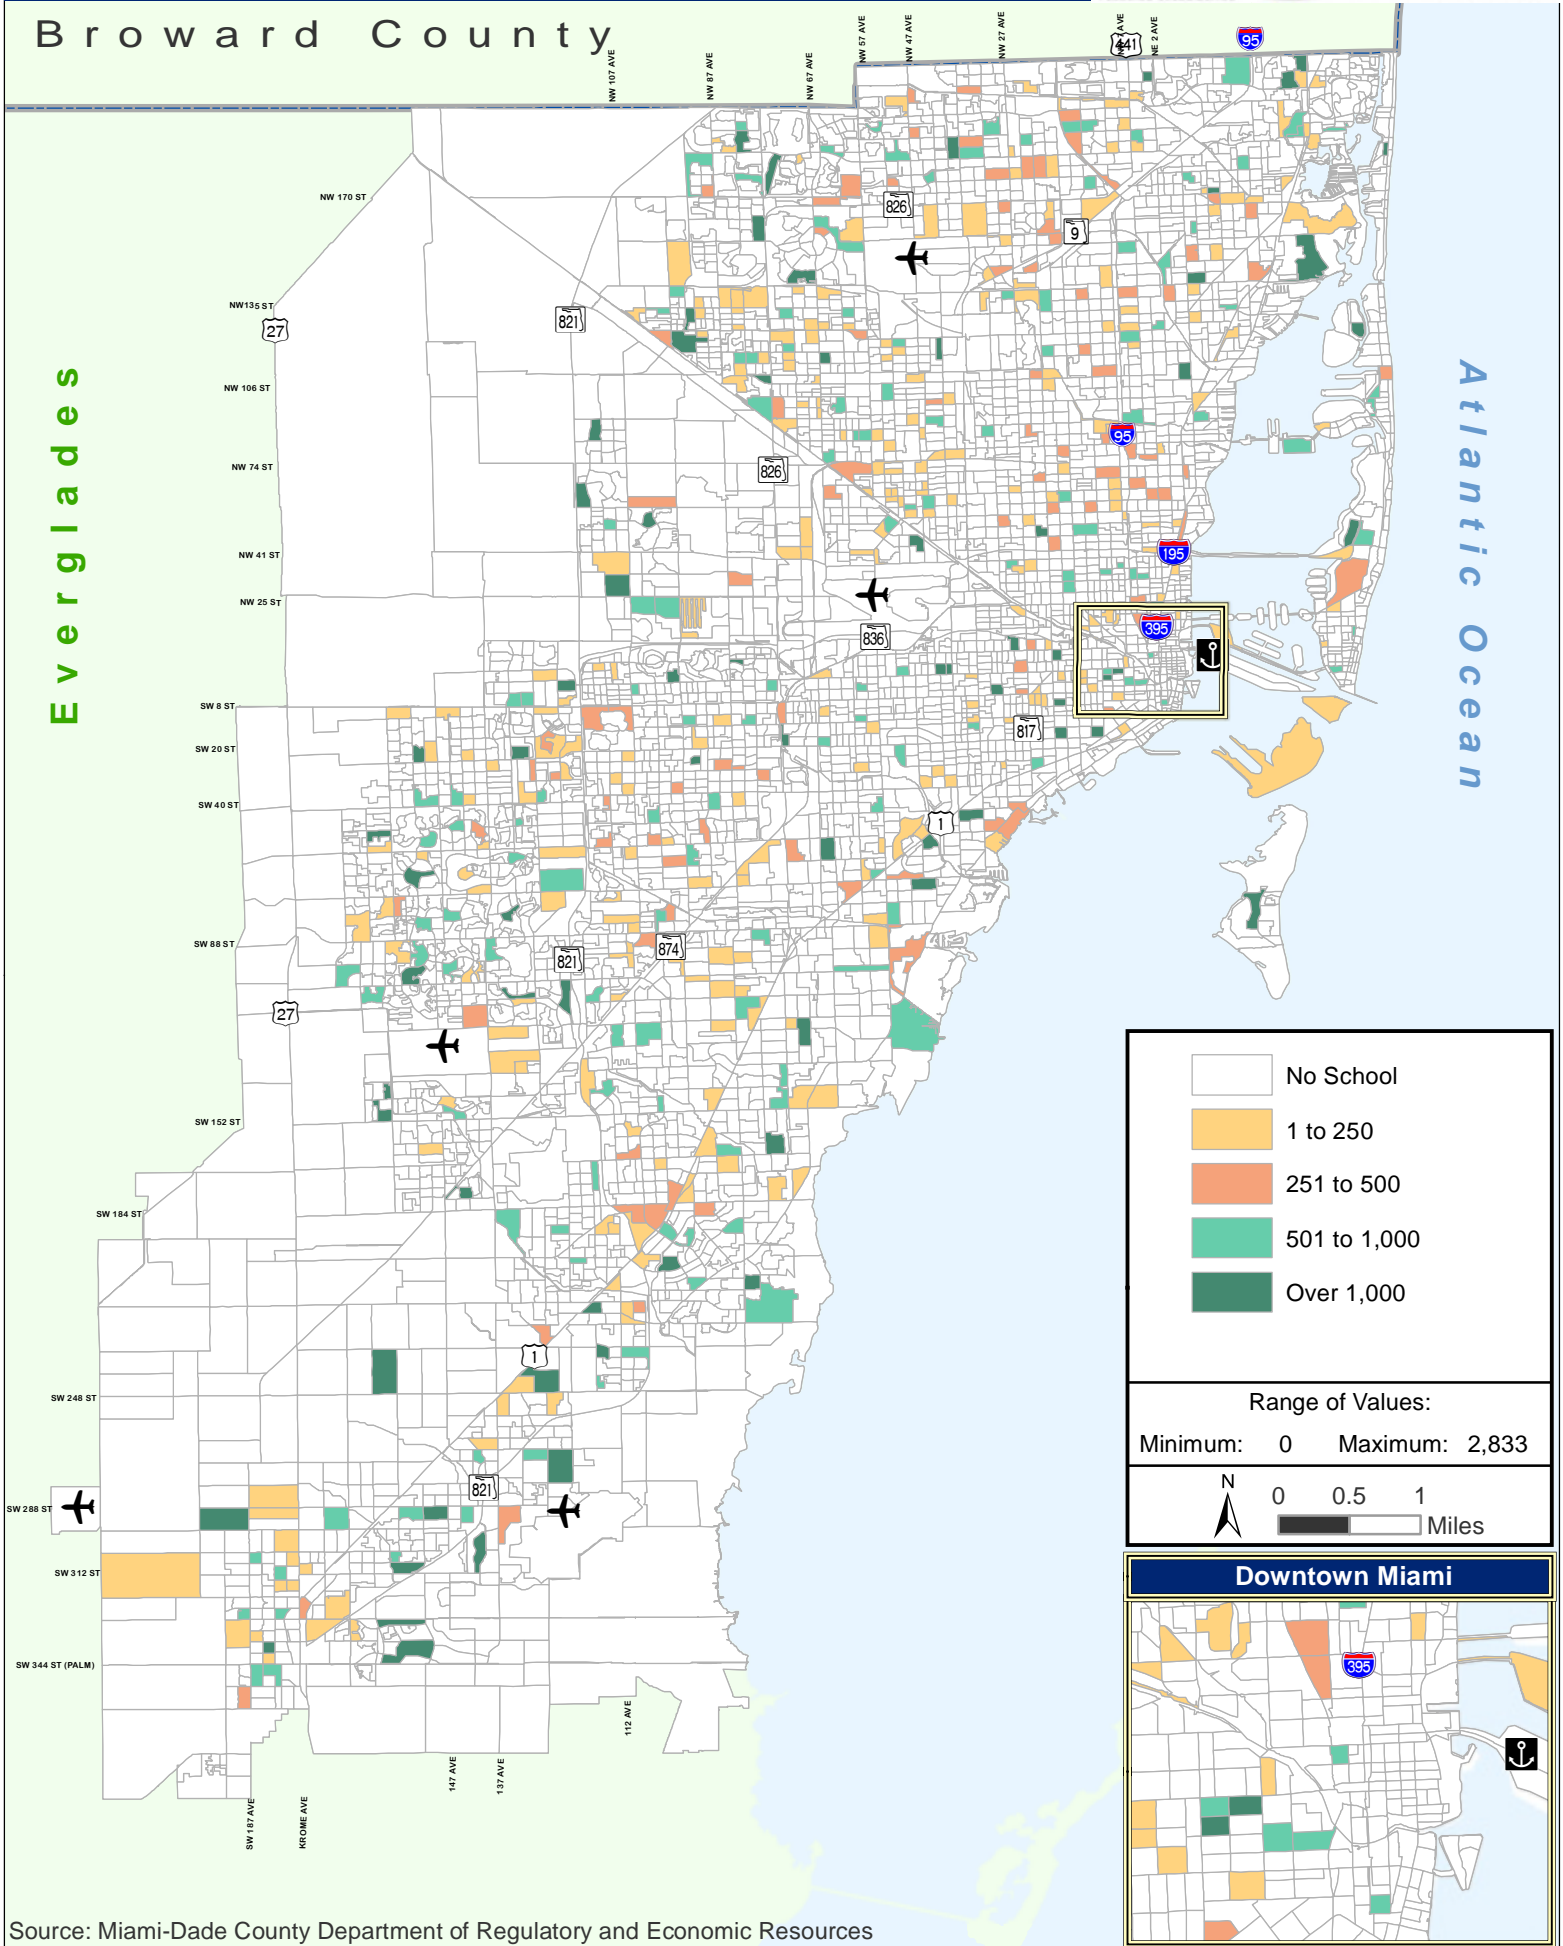 Broward County
NW 107 AVE
NW 87 AVE
NW 67 AVE
NW 57 AVE
NW 47 AVE
NW 27 AVE
441
NE 2 AVE
95
NW 170 ST
826
9
NW135 ST
27
821
Everglades
Atlantic Ocean
NW 106 ST
95
NW 74 ST
826
NW 41 ST
195
NW 25 ST
836
395
SW 8 ST
817
SW 20 ST
SW 40 ST
1
SW 88 ST
821
874
27
SW 152 ST
SW 184 ST
1
SW 248 ST
821
SW 288 ST
SW 312 ST
SW 344 ST (PALM)
112 AVE
147 AVE
137 AVE
SW 187 AVE
KROME AVE
No School
1 to 250
251 to 500
501 to 1,000
Over 1,000
Range of Values:
Minimum: 0 Maximum: 2,833
N
0 0.5 1
Miles
Downtown Miami
395
Source: Miami-Dade County Department of Regulatory and Economic Resources